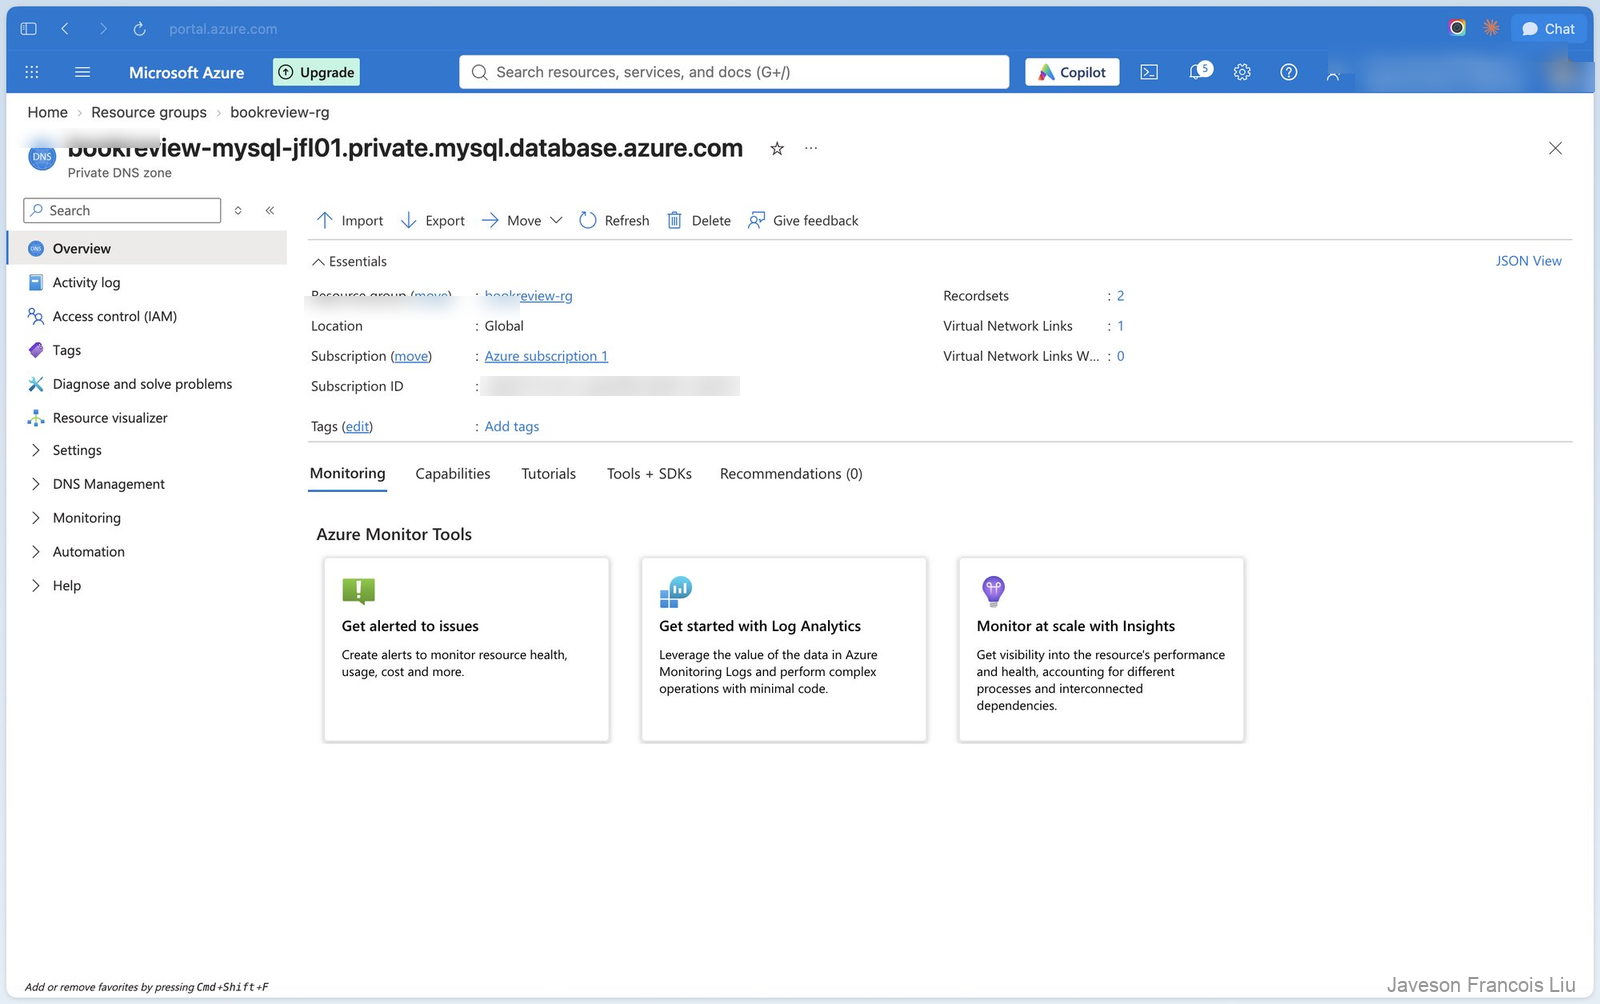 portal.azure.com
Chat
Microsoft Azure
Upgrade
Search resources, services, and docs (G+/)
Copilot
5
Home > Resource groups > bookreview-rg
DNS
bookreview-mysql-jfl01.private.mysql.database.azure.com
Private DNS zone
Search
Import
Export
Move
Refresh
Delete
Give feedback
Overview
Activity log
Access control (IAM)
Tags
Diagnose and solve problems
Resource visualizer
Settings
DNS Management
Monitoring
Automation
Help
Essentials
JSON View
Resource group (move) : bookreview-rg
Location : Global
Subscription (move) : Azure subscription 1
Subscription ID :
Tags (edit) : Add tags
Recordsets : 2
Virtual Network Links : 1
Virtual Network Links W... : 0
Monitoring
Capabilities
Tutorials
Tools + SDKs
Recommendations (0)
Azure Monitor Tools
Get alerted to issues
Create alerts to monitor resource health,
usage, cost and more.
Get started with Log Analytics
Leverage the value of the data in Azure
Monitoring Logs and perform complex
operations with minimal code.
Monitor at scale with Insights
Get visibility into the resource's performance
and health, accounting for different
processes and interconnected
dependencies.
Add or remove favorites by pressing Cmd+Shift+F
Javeson Francois Liu